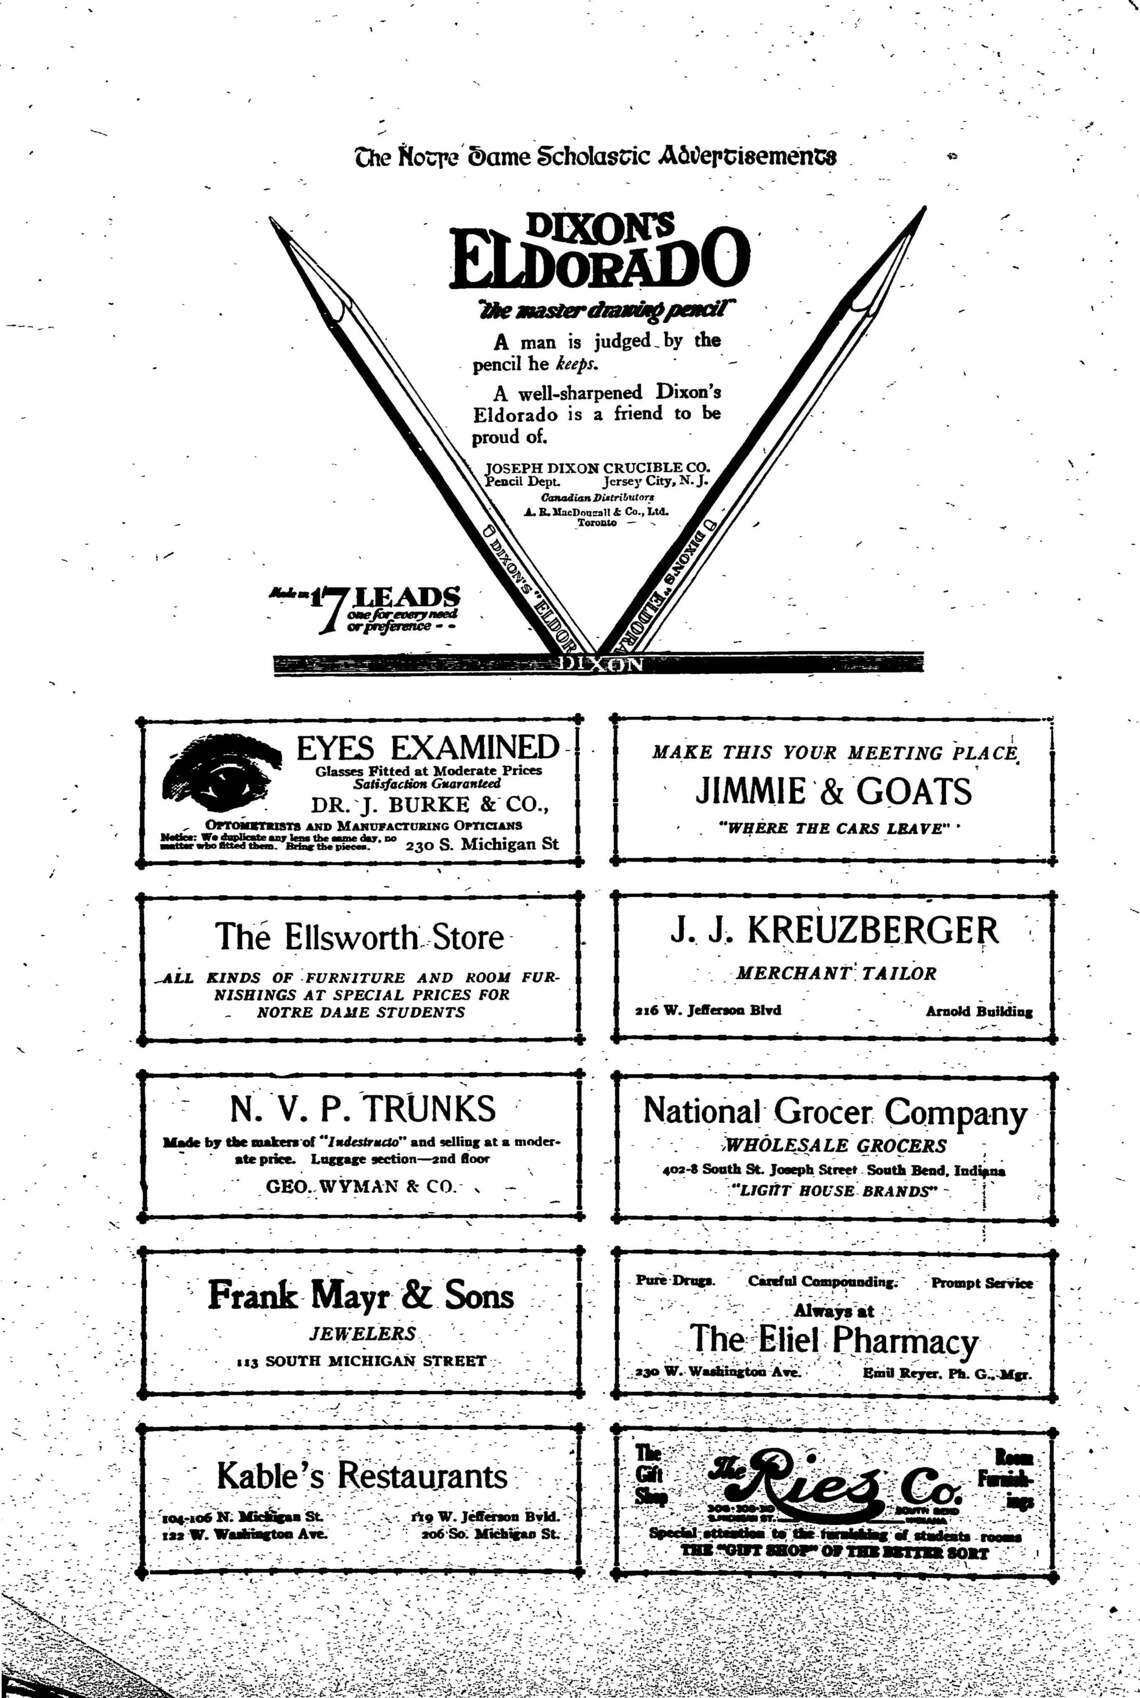 The Notre Dame Scholastic Advertisements
DIXON'S
ELDORADO
"the master drawing pencil"
A man is judged by the
pencil he keeps.
A well-sharpened Dixon's
Eldorado is a friend to be
proud of.
JOSEPH DIXON CRUCIBLE CO.
Pencil Dept. Jersey City, N. J.
Canadian Distributors
A. R. MacDougall & Co., Ltd.
Toronto
Made in 17 LEADS
one for every need
or preference - -
DIXON'S "ELDOR
DIXON'S "ELDORA
DIXON
EYES EXAMINED
Glasses Fitted at Moderate Prices
Satisfaction Guaranteed
DR. J. BURKE & CO.,
OPTOMETRISTS AND MANUFACTURING OPTICIANS
Notice: We duplicate any lens the same day, no
matter who fitted them. Bring the pieces. 230 S. Michigan St
MAKE THIS YOUR MEETING PLACE
JIMMIE & GOATS
"WHERE THE CARS LEAVE"
The Ellsworth Store
ALL KINDS OF FURNITURE AND ROOM FUR-
NISHINGS AT SPECIAL PRICES FOR
NOTRE DAME STUDENTS
J. J. KREUZBERGER
MERCHANT TAILOR
216 W. Jefferson Blvd Arnold Building
N. V. P. TRUNKS
Made by the makers of "Indestructo" and selling at a moder-
ate price. Luggage section—2nd floor
GEO. WYMAN & CO.
National Grocer Company
WHOLESALE GROCERS
402-8 South St. Joseph Street South Bend, Indiana
"LIGHT HOUSE BRANDS"
Frank Mayr & Sons
JEWELERS
113 SOUTH MICHIGAN STREET
Pure Drugs. Careful Compounding. Prompt Service
Always at
The Eliel Pharmacy
230 W. Washington Ave. Emil Reyer, Ph. G., Mgr.
Kable's Restaurants
104-106 N. Michigan St. 119 W. Jefferson Bvld.
122 W. Washington Ave. 206 So. Michigan St.
The
Gift
Shop
The Ries Co.
Room
Furnish-
ings
SOUTH BEND
INDIANA
Special attention to the furnishing of students rooms
THE "GIFT SHOP" OF THE BETTER SORT